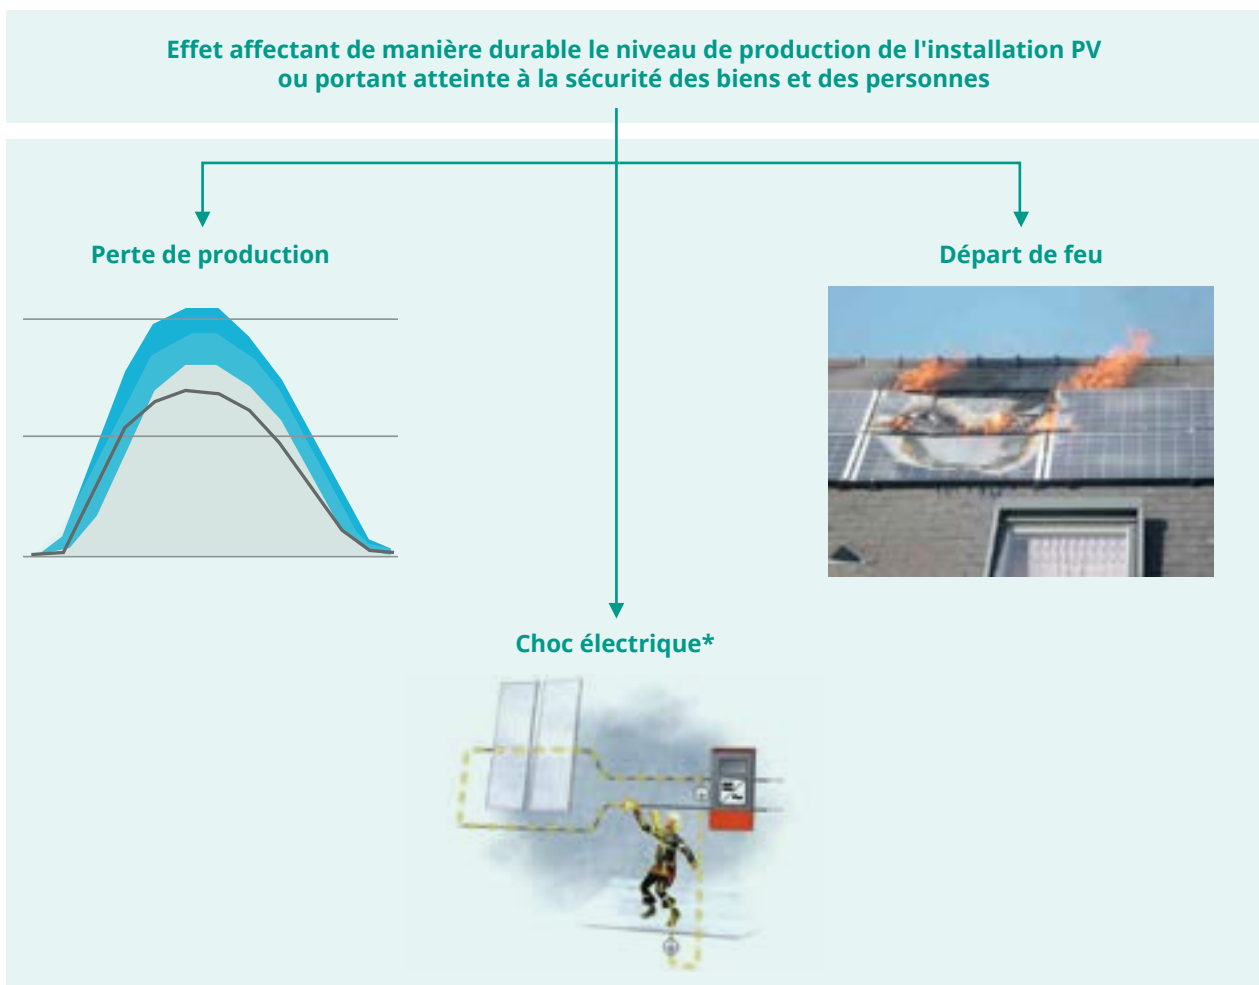 Effet affectant de manière durable le niveau de production de l'installation PV
ou portant atteinte à la sécurité des biens et des personnes
Perte de production
Départ de feu
Choc électrique*